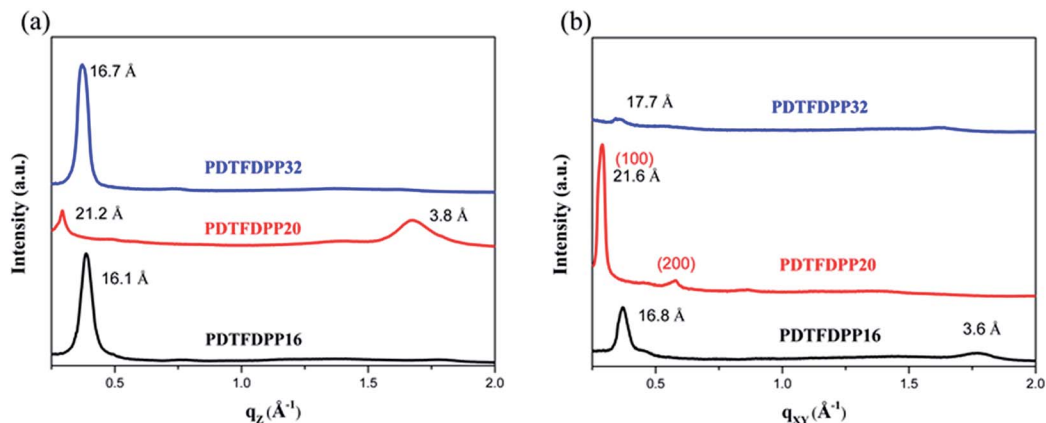 (a)
Intensity (a.u.)
16.7 Å
PDTFDPP32
21.2 Å
PDTFDPP20
3.8 Å
16.1 Å
PDTFDPP16
0.5
1.0
1.5
2.0
qZ (Å-1)
(b)
Intensity (a.u.)
17.7 Å
PDTFDPP32
(100)
21.6 Å
(200)
PDTFDPP20
16.8 Å
PDTFDPP16
3.6 Å
0.5
1.0
1.5
2.0
qXY (Å-1)